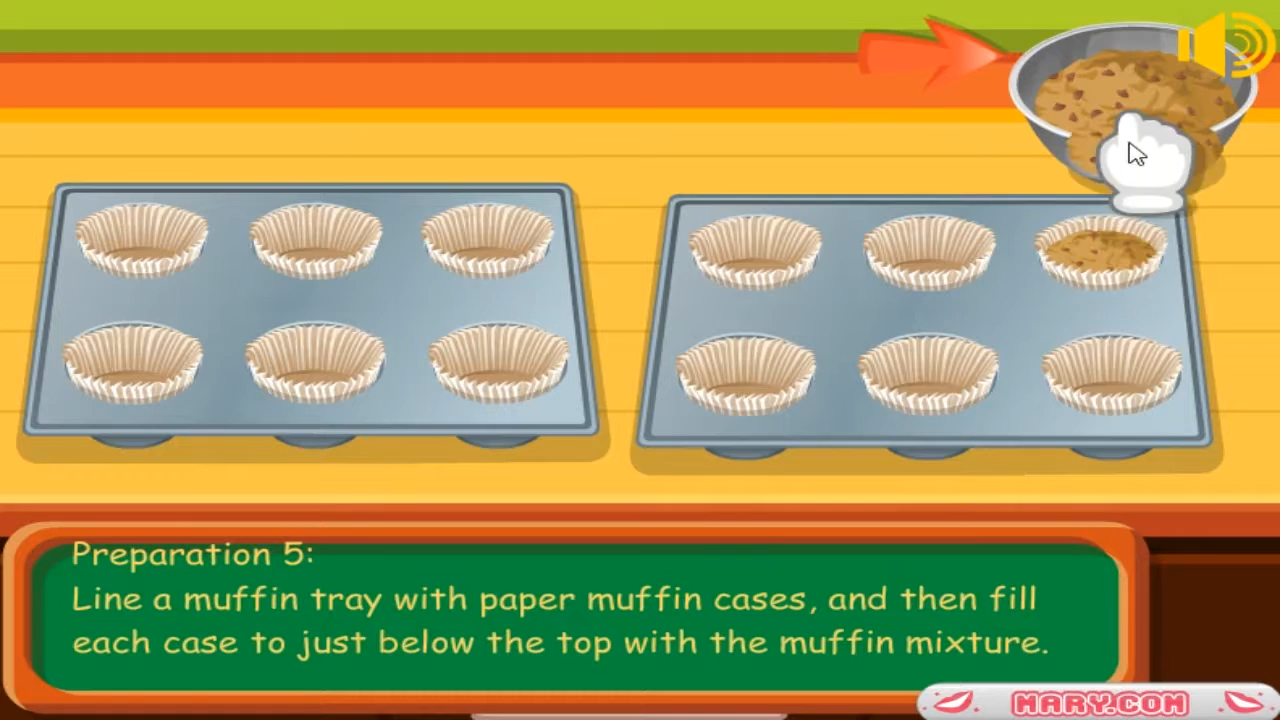 Preparation 5:
Line a muffin tray with paper muffin cases, and then fill
each case to just below the top with the muffin mixture.
MARY.COM